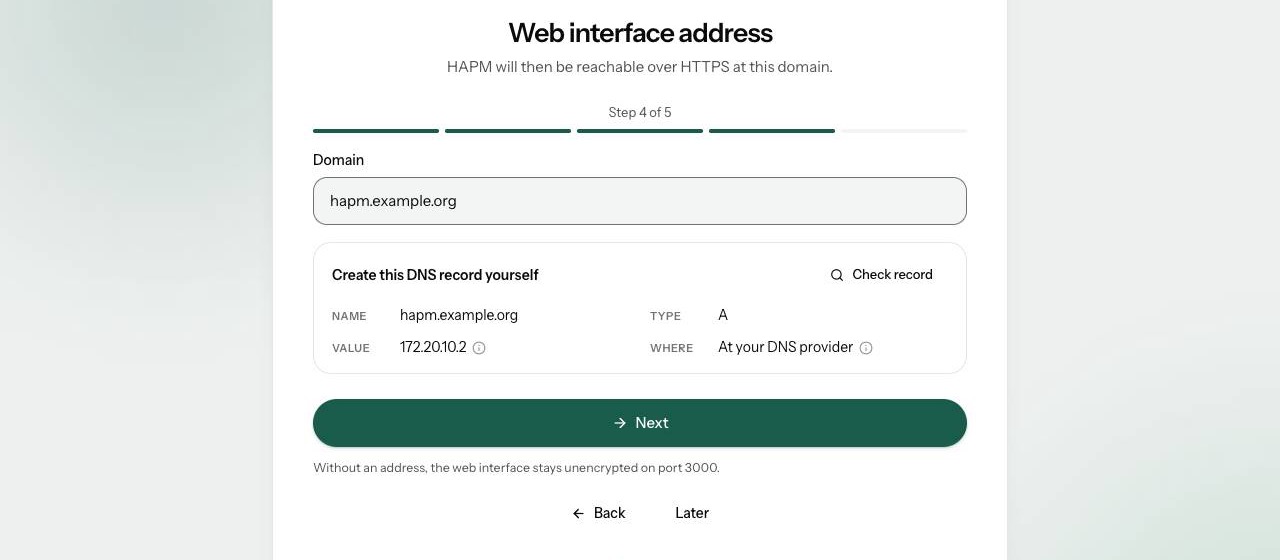 Web interface address
HAPM will then be reachable over HTTPS at this domain.
Step 4 of 5
Domain
hapm.example.org
Create this DNS record yourself
Check record
NAME hapm.example.org TYPE A
VALUE 172.20.10.2 WHERE At your DNS provider
Next
Without an address, the web interface stays unencrypted on port 3000.
Back Later